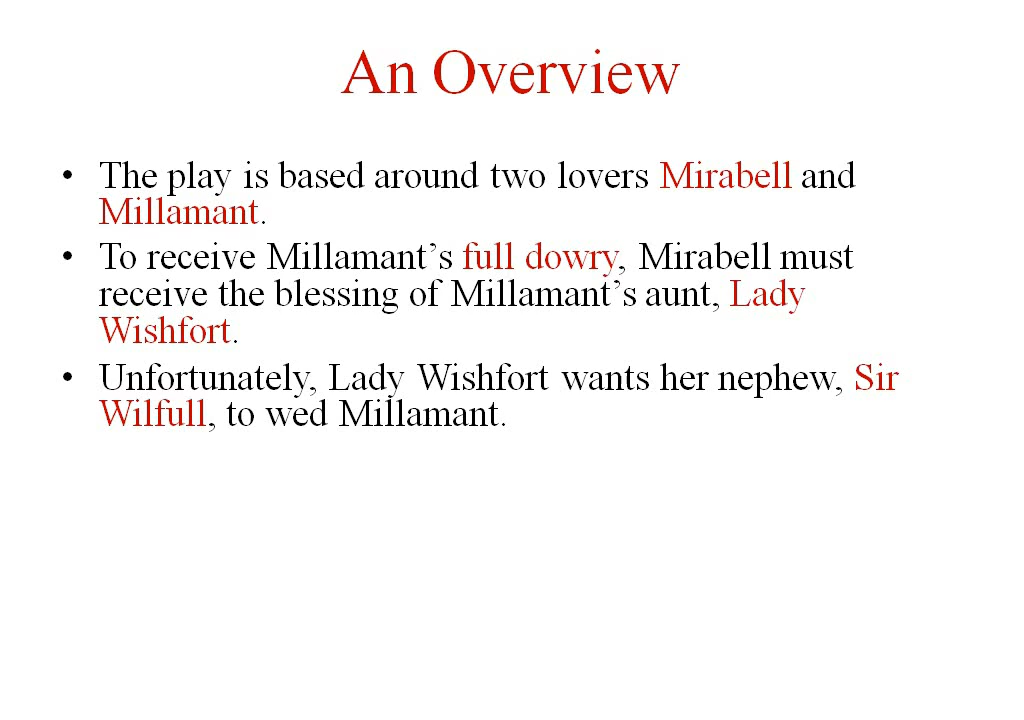 An Overview
• The play is based around two lovers Mirabell and
Millamant.
• To receive Millamant’s full dowry, Mirabell must
receive the blessing of Millamant’s aunt, Lady
Wishfort.
• Unfortunately, Lady Wishfort wants her nephew, Sir
Wilfull, to wed Millamant.